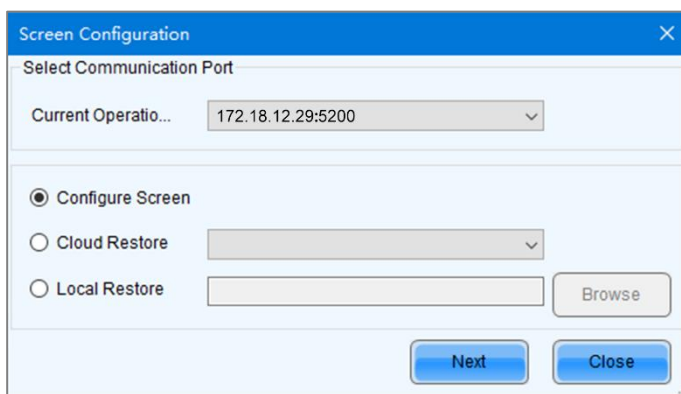 Screen Configuration
Select Communication Port
Current Operatio... 172.18.12.29:5200
Configure Screen
Cloud Restore
Local Restore Browse
Next Close